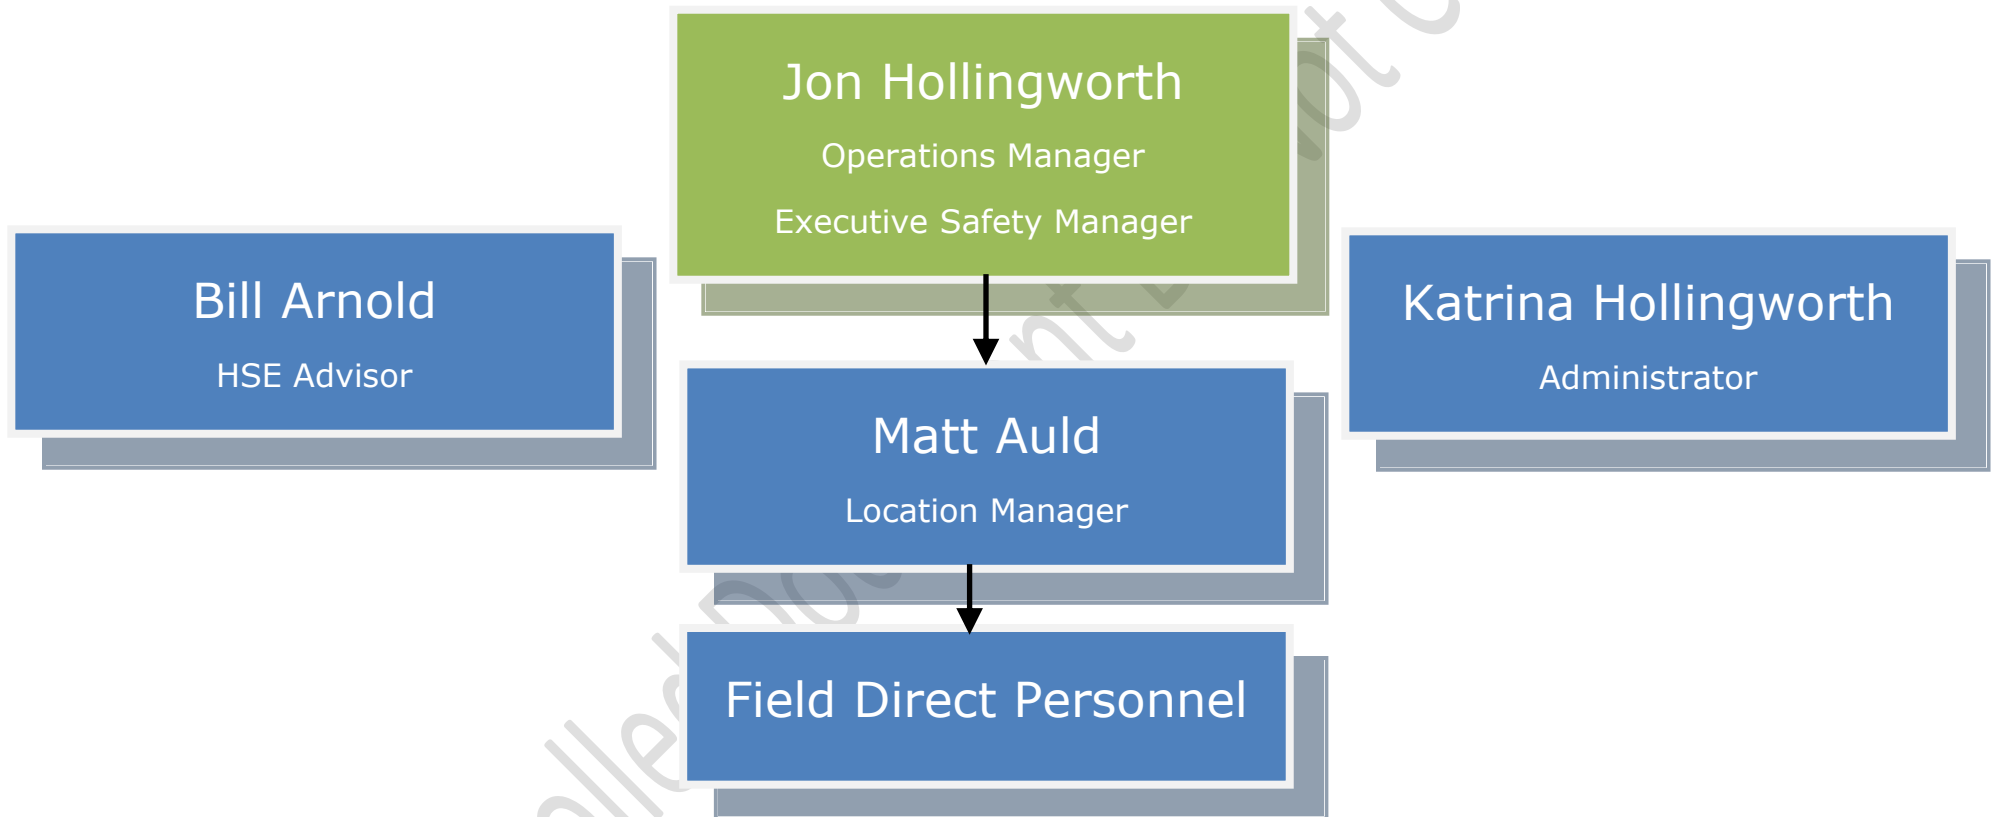 Jon Hollingworth
Operations Manager
Executive Safety Manager
Bill Arnold
HSE Advisor
Katrina Hollingworth
Administrator
Matt Auld
Location Manager
Field Direct Personnel